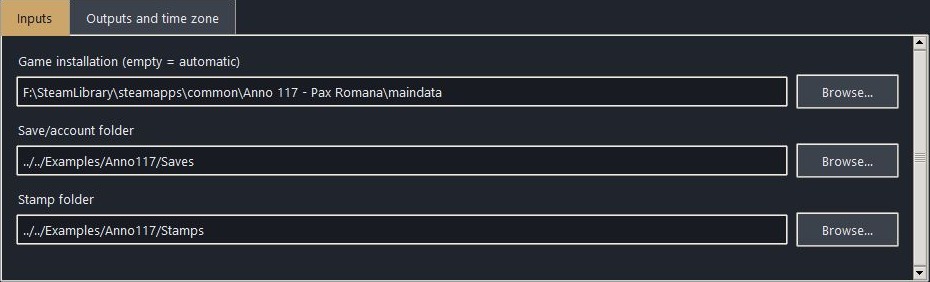 Inputs
Outputs and time zone
Game installation (empty = automatic)
F:\SteamLibrary\steamapps\common\Anno 117 - Pax Romana\maindata
Browse...
Save/account folder
../../Examples/Anno117/Saves
Browse...
Stamp folder
../../Examples/Anno117/Stamps
Browse...